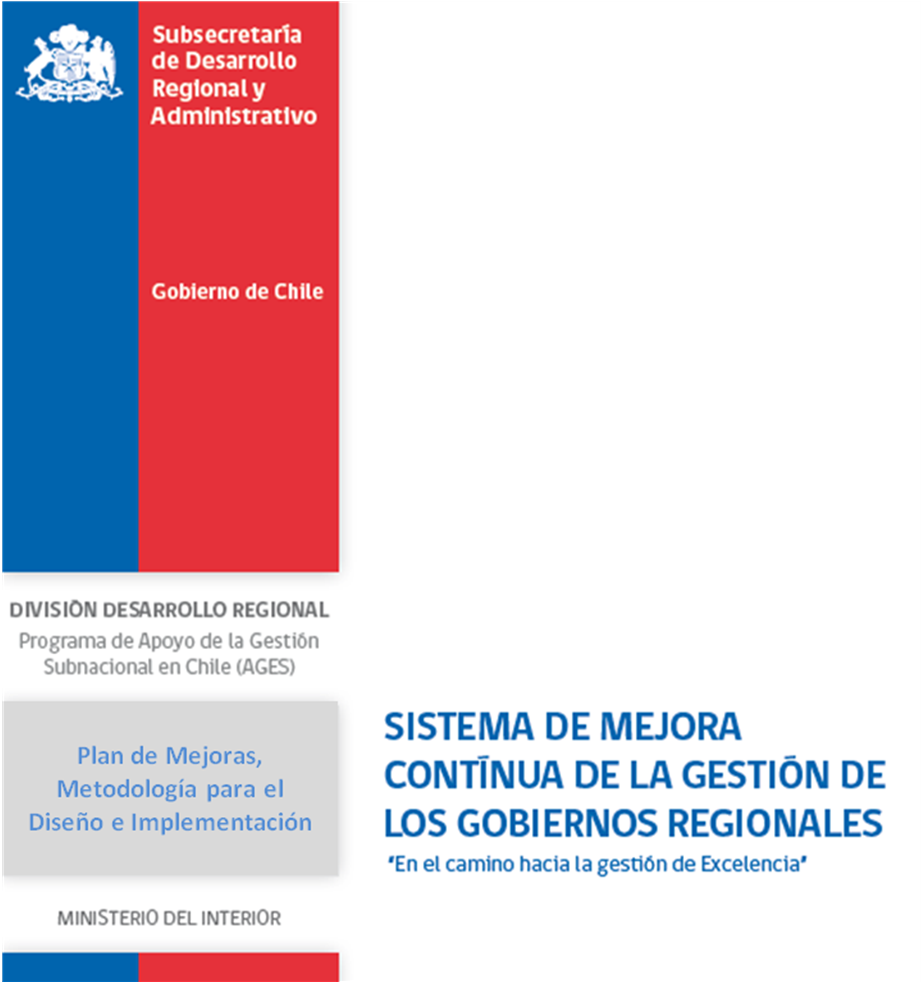 Subsecretaría
de Desarrollo
Regional y
Administrativo
Gobierno de Chile
DIVISIÓN DESARROLLO REGIONAL
Programa de Apoyo de la Gestión
Subnacional en Chile (AGES)
Plan de Mejoras,
Metodología para el
Diseño e Implementación
SISTEMA DE MEJORA
CONTÍNUA DE LA GESTIÓN DE
LOS GOBIERNOS REGIONALES
"En el camino hacia la gestión de Excelencia"
MINISTERIO DEL INTERIOR